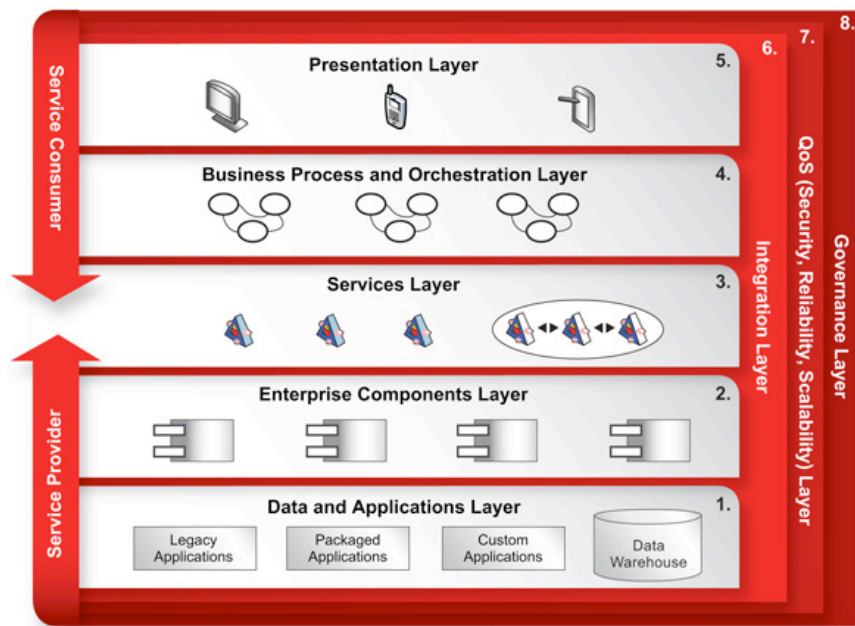 8.
7.
6.
Presentation Layer
5.
Business Process and Orchestration Layer
4.
Services Layer
3.
Enterprise Components Layer
2.
Data and Applications Layer
1.
Legacy
Applications
Packaged
Applications
Custom
Applications
Data
Warehouse
Service Consumer
Service Provider
Integration Layer
QoS (Security, Reliability, Scalability) Layer
Governance Layer